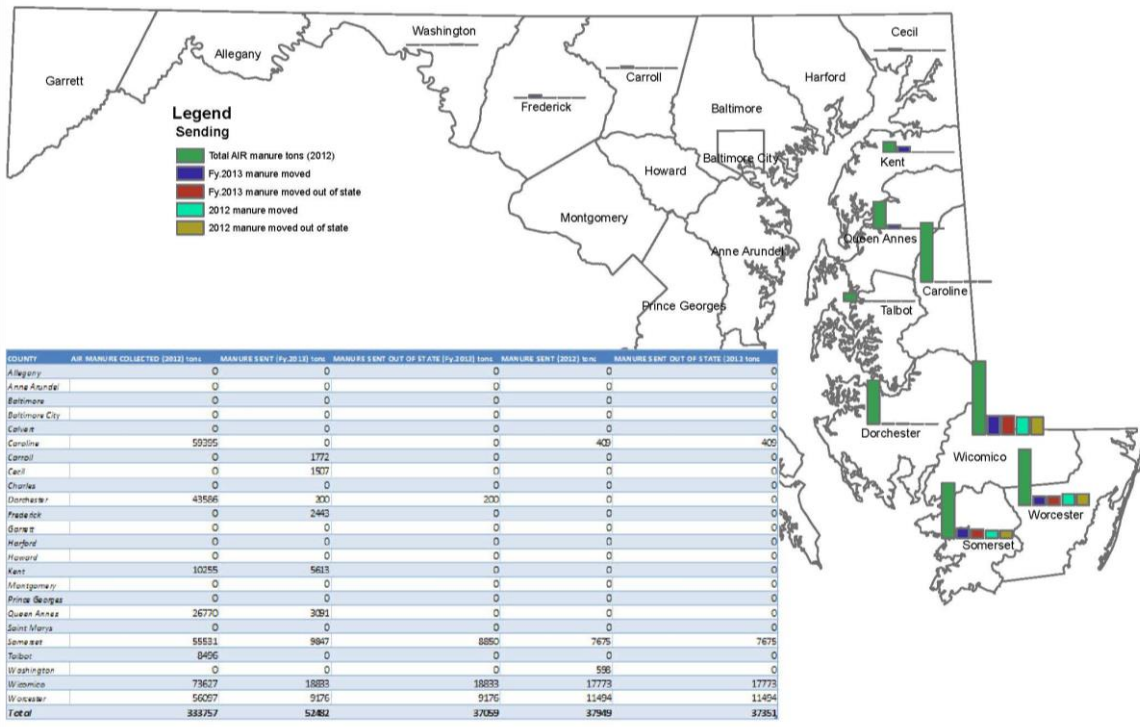 Washington
Cecil
Allegany
Garrett
Carroll
Harford
Legend
Frederick
Baltimore
Sending
Total AIR manure tons (2012)
Baltimore City
Kent
Fy.2013 manure moved
Howard
Fy.2013 manure moved out of state
2012 manure moved
Montgomery
2012 manure moved out of state
Queen Annes
Anne Arundel
Caroline
Prince Georges
Talbot
Dorchester
Wicomico
Worcester
Somerset
COUNTY AIR MANURE COLLECTED (2012) tons MANURE SENT (Fy.2013) tons MANURE SENT OUT OF STATE (Fy.2013) tons MANURE SENT (2012) tons MANURE SENT OUT OF STATE (2012 tons
Allegany 0 0 0 0 0
Anne Arundel 0 0 0 0 0
Baltimore 0 0 0 0 0
Baltimore City 0 0 0 0 0
Calvert 0 0 0 0 0
Caroline 59395 0 0 409 409
Carroll 0 1772 0 0 0
Cecil 0 1507 0 0 0
Charles 0 0 0 0 0
Dorchester 43586 200 200 0 0
Frederick 0 2443 0 0 0
Garrett 0 0 0 0 0
Harford 0 0 0 0 0
Howard 0 0 0 0 0
Kent 10255 5613 0 0 0
Montgomery 0 0 0 0 0
Prince Georges 0 0 0 0 0
Queen Annes 26770 3091 0 0 0
Saint Marys 0 0 0 0 0
Somerset 55531 9847 8850 7675 7675
Talbot 8496 0 0 0 0
Washington 0 0 0 598 0
Wicomico 73627 18833 18833 17773 17773
Worcester 56097 9176 9176 11494 11494
Total 333757 52482 37059 37949 37351